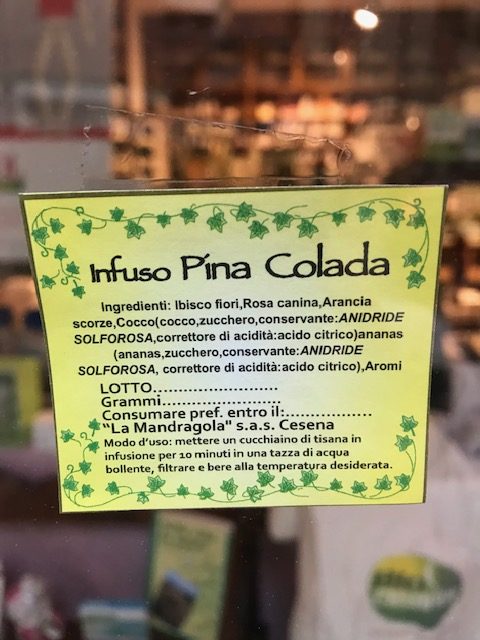 Infuso Pina Colada
Ingredienti: Ibisco fiori,Rosa canina,Arancia
scorze,Cocco(cocco,zucchero,conservante:ANIDRIDE
SOLFOROSA,correttore di acidità:acido citrico)ananas
(ananas,zucchero,conservante:ANIDRIDE
SOLFOROSA, correttore di acidità:acido citrico),Aromi
LOTTO.........................
Grammi........................
Consumare pref. entro il:.................
"La Mandragola" s.a.s. Cesena
Modo d'uso: mettere un cucchiaino di tisana in
infusione per 10 minuti in una tazza di acqua
bollente, filtrare e bere alla temperatura desiderata.